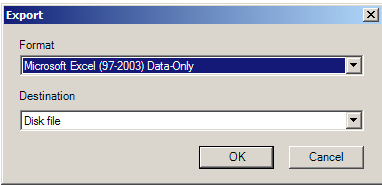 Export
Format
Microsoft Excel (97-2003) Data-Only
Destination
Disk file
OK
Cancel